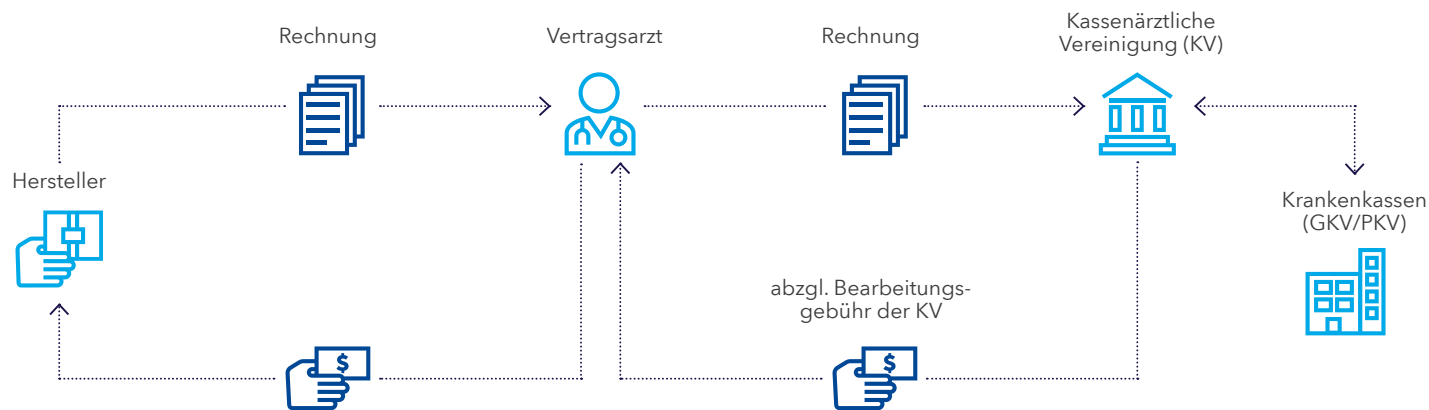 Rechnung
Vertragsarzt
Rechnung
Kassenärztliche
Vereinigung (KV)
Hersteller
Krankenkassen
(GKV/PKV)
abzgl. Bearbeitungs-
gebühr der KV
$
$